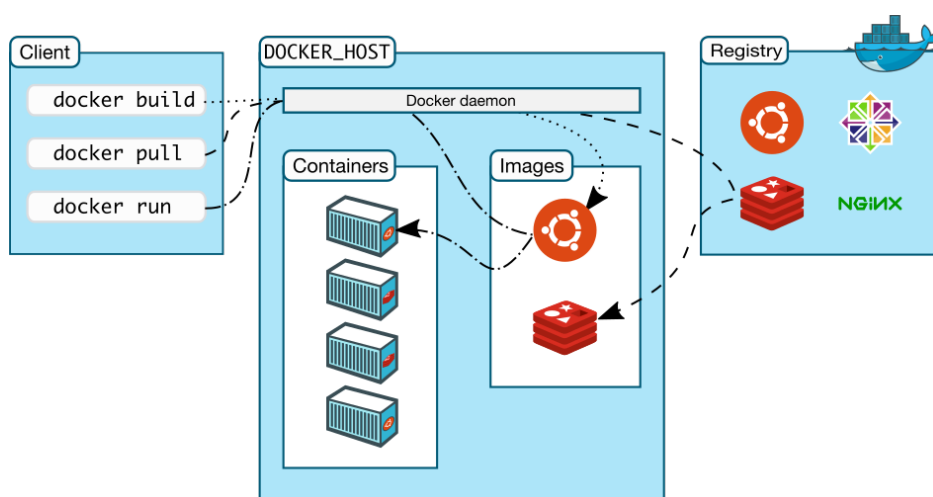 Client
docker build
docker pull
docker run
DOCKER_HOST
Docker daemon
Containers
Images
Registry
NGINX